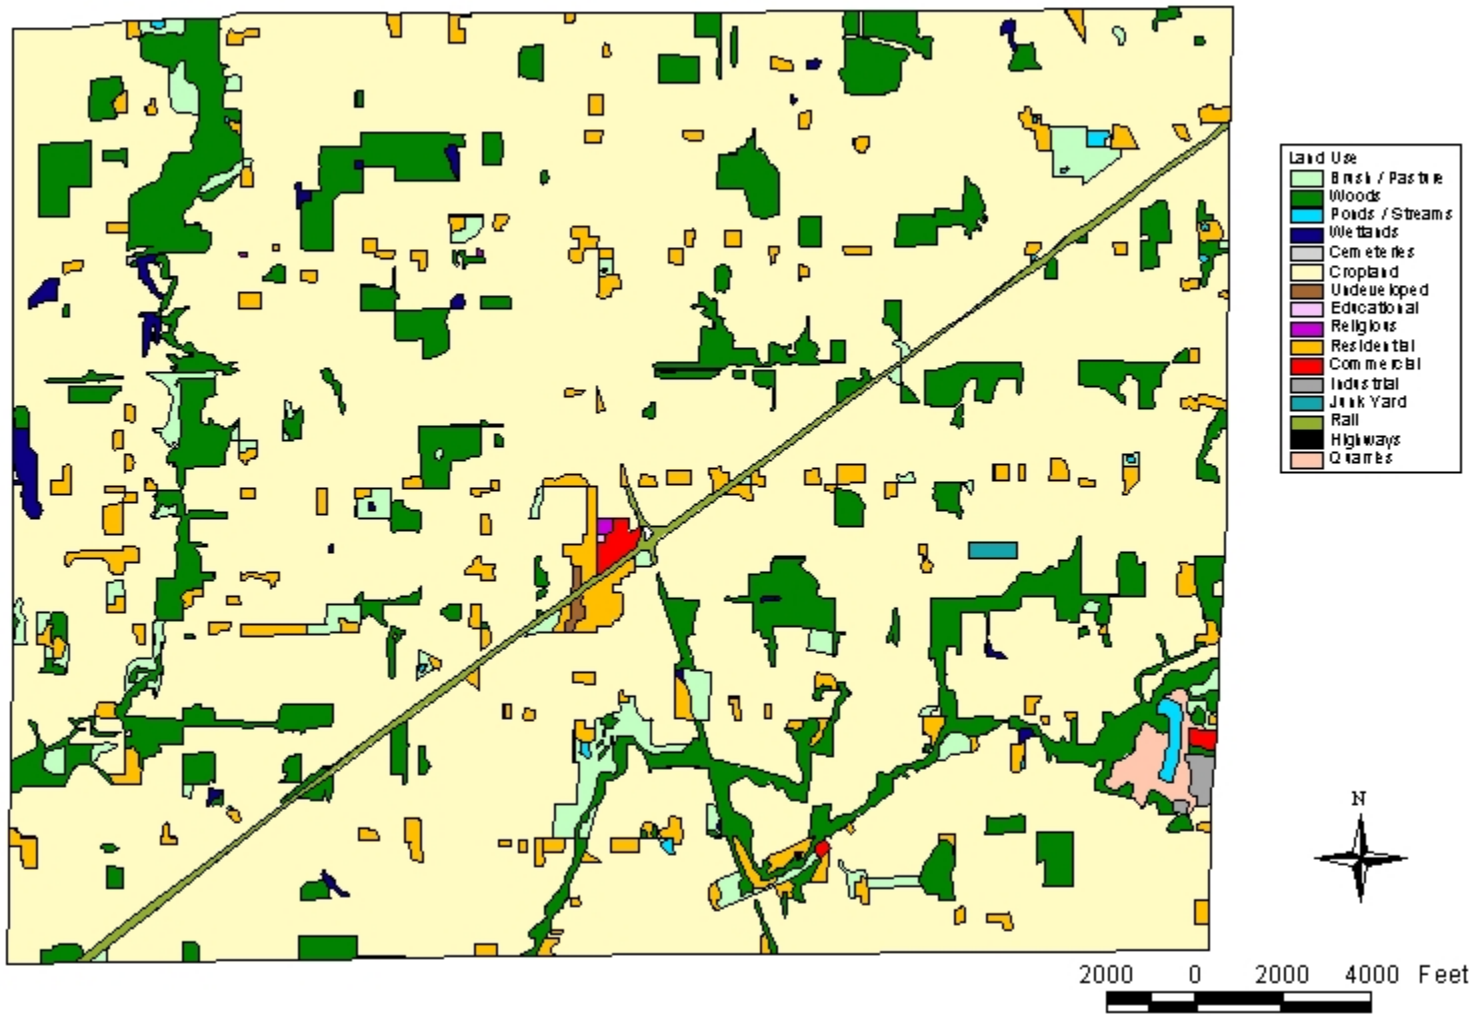 Land Use
Brush / Pasture
Woods
Ponds / Streams
Wetlands
Cemeteries
Cropland
Undeveloped
Educational
Religious
Residential
Commercial
Industrial
Junk Yard
Rail
Highways
Quarries
N
2000 0 2000 4000 Feet